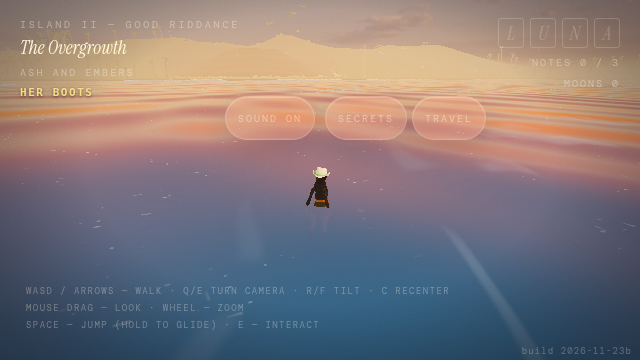 ISLAND II — GOOD RIDDANCE
The Overgrowth
ASH AND EMBERS
HER BOOTS
L U N A
NOTES 0 / 3
MOONS 0
SOUND ON
SECRETS
TRAVEL
WASD / ARROWS — WALK · Q/E TURN CAMERA · R/F TILT · C RECENTER
MOUSE DRAG — LOOK · WHEEL — ZOOM
SPACE — JUMP (HOLD TO GLIDE) · E — INTERACT
build 2026-11-23b